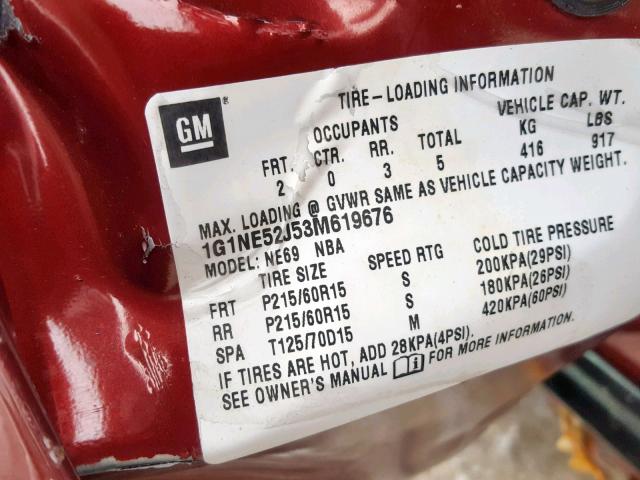 GM
TIRE-LOADING INFORMATION
OCCUPANTS VEHICLE CAP. WT.
FRT. CTR. RR. TOTAL KG LBS
2 0 3 5 416 917
MAX. LOADING @ GVWR SAME AS VEHICLE CAPACITY WEIGHT.
1G1NE52J53M619676
MODEL: NE69 NBA
TIRE SIZE SPEED RTG COLD TIRE PRESSURE
FRT P215/60R15 S 200KPA(29PSI)
RR P215/60R15 S 180KPA(26PSI)
SPA T125/70D15 M 420KPA(60PSI)
IF TIRES ARE HOT, ADD 28KPA(4PSI).
SEE OWNER'S MANUAL FOR MORE INFORMATION.